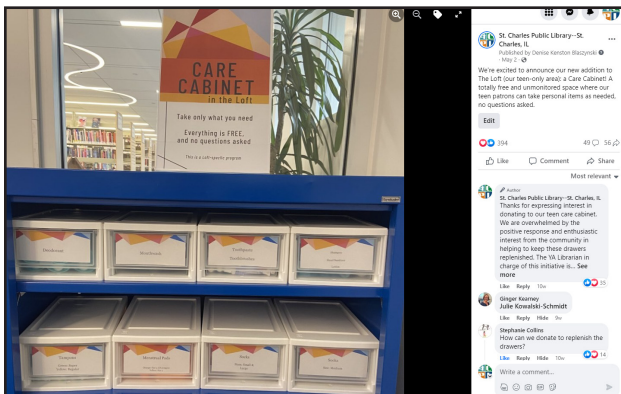 CARE
CABINET
in the Loft
Take only what you need
Everything is FREE,
and no questions asked
This is a Loft-specific program
Deodorant
Toothpaste,
Toothbrushes
Tampons
Menstrual Pads
Socks
St. Charles Public Library--St.
Charles, IL
Published by Denise Kerston Blaszynski
· May 2 ·
We're excited to announce our new addition to
The Loft (our teen-only area): a Care Cabinet! A
totally free and unmonitored space where our
teen patrons can take personal items as needed,
no questions asked.
Edit
394
49
56
Like
Comment
Share
Most relevant
Author
St. Charles Public Library--St. Charles, IL
Thanks for expressing interest in
donating to our teen care cabinet.
We are overwhelmed by the
positive response and enthusiastic
interest from the community in
helping to keep these drawers
replenished. The YA Librarian in
charge of this initiative is... See
more
Like Reply 10w
35
Ginger Kearney
Julie Kowalski-Schmidt
Like Reply Hide 9w
Stephanie Collins
How can we donate to replenish the
drawers?
Like Reply Hide 10w
14
Write a comment...
GIF